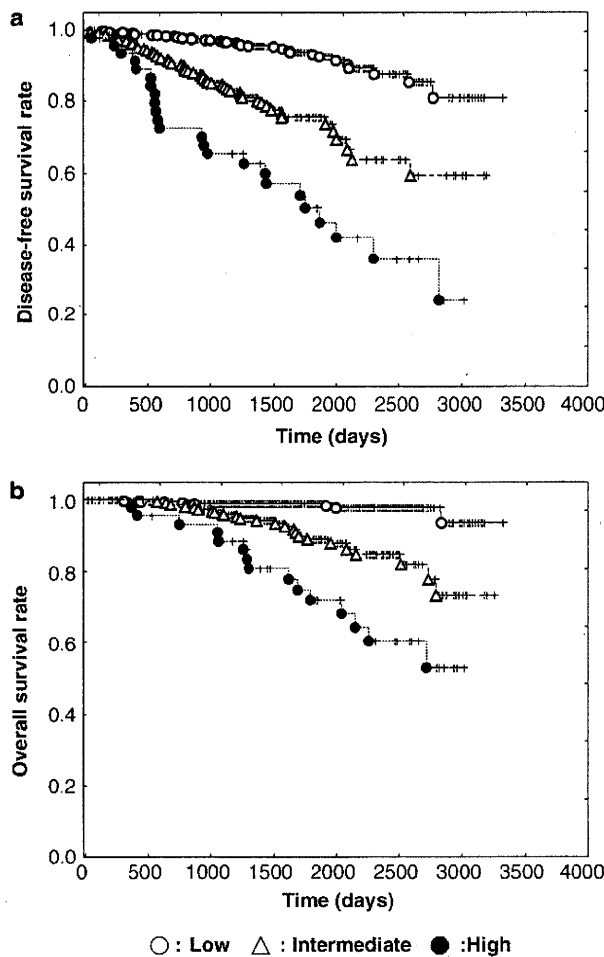 a
1.0
0.8
0.6
0.4
0.2
0.0
Disease-free survival rate
0 500 1000 1500 2000 2500 3000 3500 4000
Time (days)
b
1.0
0.8
0.6
0.4
0.2
0.0
Overall survival rate
0 500 1000 1500 2000 2500 3000 3500 4000
Time (days)
: Low : Intermediate :High